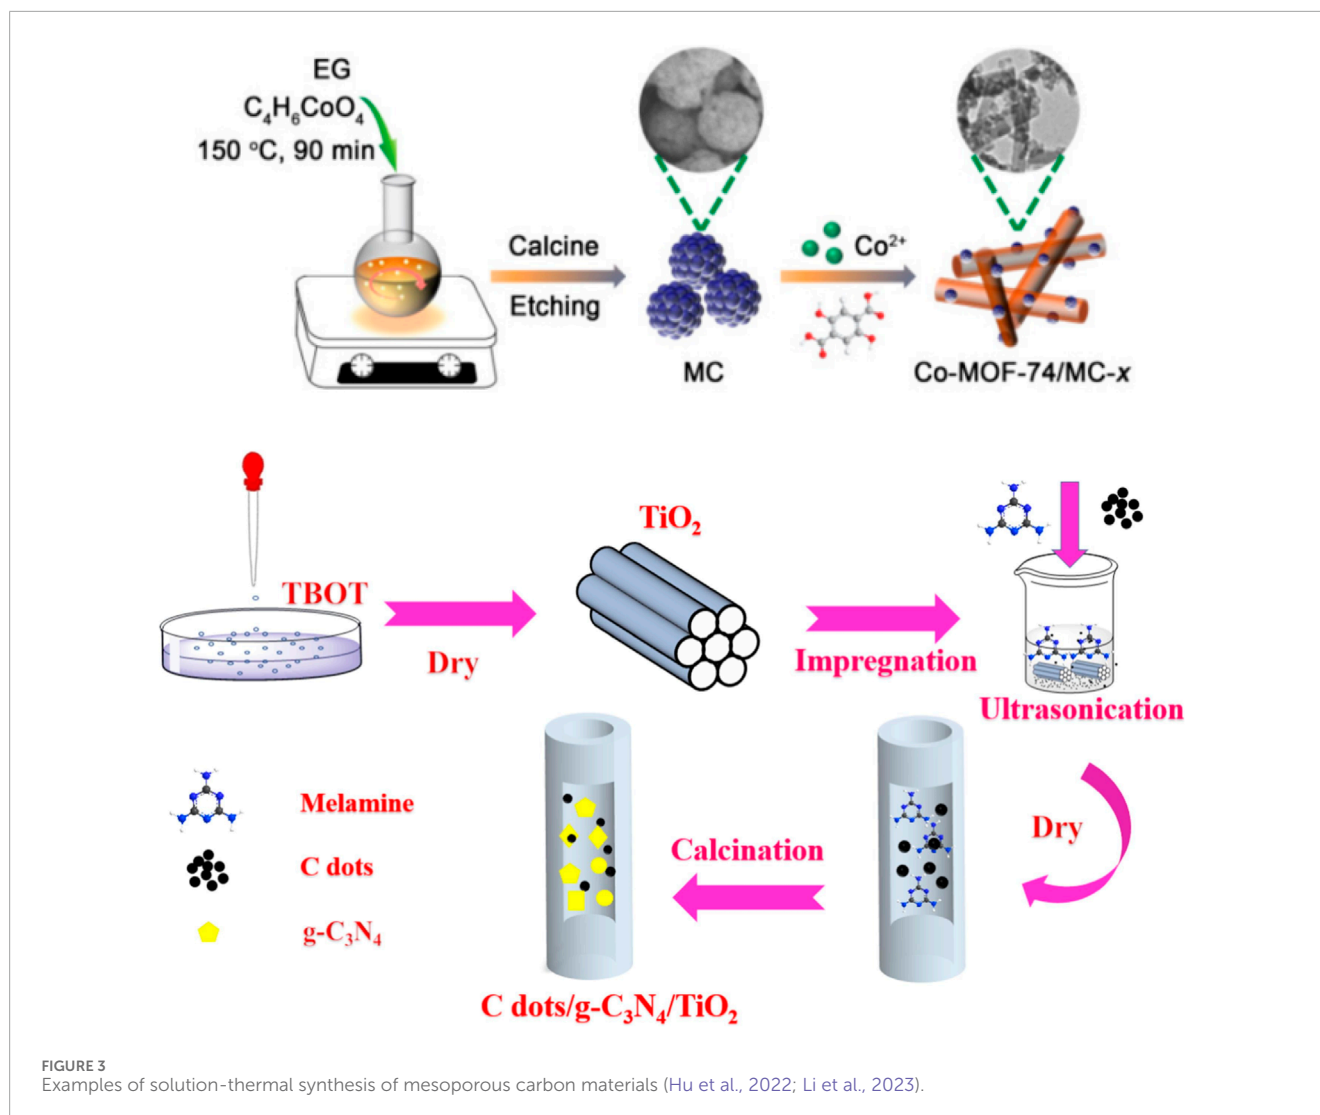 EG
C₄H₆CoO₄
150 °C, 90 min
Calcine
Etching
MC
Co²⁺
Co-MOF-74/MC-x
TBOT
Dry
TiO₂
Impregnation
Ultrasonication
Dry
Calcination
Melamine
C dots
g-C₃N₄
C dots/g-C₃N₄/TiO₂
FIGURE 3
Examples of solution-thermal synthesis of mesoporous carbon materials (Hu et al., 2022; Li et al., 2023).